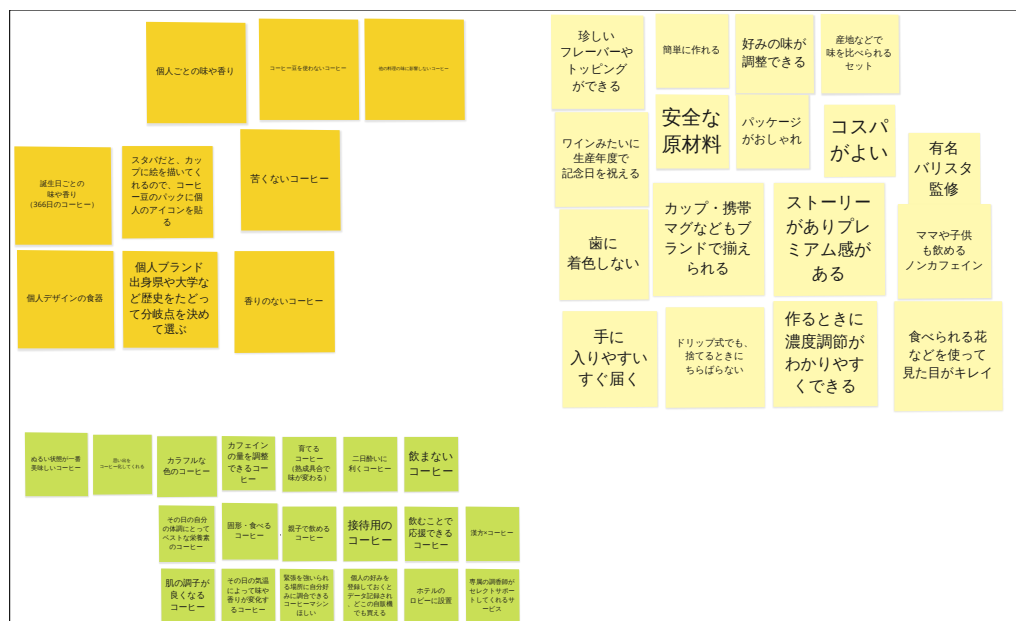 個人ごとの味や香り
コーヒー豆を使わないコーヒー
他の料理の味に影響しないコーヒー
誕生日ごとの
味や香り
（366日のコーヒー）
スタバだと、カッ
プに絵を描いてく
れるので、コーヒ
ー豆のパックに個
人のアイコンを貼
る
苦くないコーヒー
個人デザインの食器
個人ブランド
出身県や大学な
ど歴史をたどっ
て分岐点を決め
て選ぶ
香りのないコーヒー
珍しい
フレーバーや
トッピング
ができる
簡単に作れる
好みの味が
調整できる
産地などで
味を比べられる
セット
ワインみたいに
生産年度で
記念日を祝える
安全な
原材料
パッケージ
がおしゃれ
コスパ
がよい
有名
バリスタ
監修
歯に
着色しない
カップ・携帯
マグなどもブ
ランドで揃え
られる
ストーリー
がありプレ
ミアム感が
ある
ママや子供
も飲める
ノンカフェイン
手に
入りやすい
すぐ届く
ドリップ式でも、
捨てるときに
ちらばらない
作るときに
濃度調節が
わかりやす
くできる
食べられる花
などを使って
見た目がキレイ
ぬるい状態が一番
美味しいコーヒー
コーヒー化してくれる
カラフルな
色のコーヒー
カフェイン
の量を調整
できるコー
ヒー
育てる
コーヒー
（熟成具合で
味が変わる）
二日酔いに
利くコーヒー
飲まない
コーヒー
その日の自分
の体調にとって
ベストな栄養素
のコーヒー
固形・食べる
コーヒー
親子で飲める
コーヒー
接待用の
コーヒー
飲むことで
応援できる
コーヒー
漢方×コーヒー
肌の調子が
良くなる
コーヒー
その日の気温
によって味や
香りが変化す
るコーヒー
緊張を強いられ
る場所に自分好
みに調合できる
コーヒーマシン
ほしい
個人の好みを
登録しておくと
データ記録され
、どこの自販機
でも買える
ホテルの
ロビーに設置
専属の調香師が
セレクトサポー
トしてくれるサ
ービス